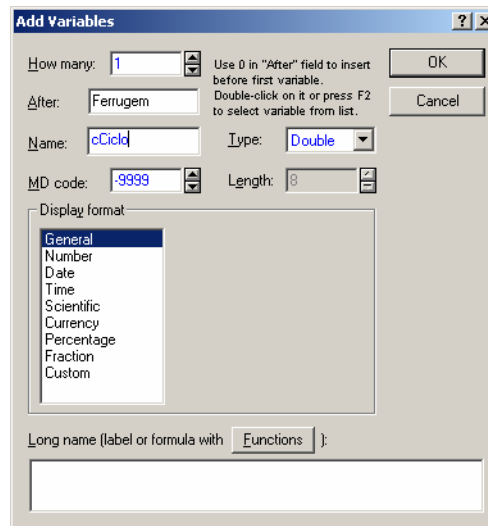 Add Variables
How many: 1
Use 0 in "After" field to insert
before first variable.
Double-click on it or press F2
to select variable from list.
OK
After: Ferrugem
Cancel
Name: cCiclo
Type: Double
MD code: -9999
Length: 8
Display format
General
Number
Date
Time
Scientific
Currency
Percentage
Fraction
Custom
Long name (label or formula with Functions ):